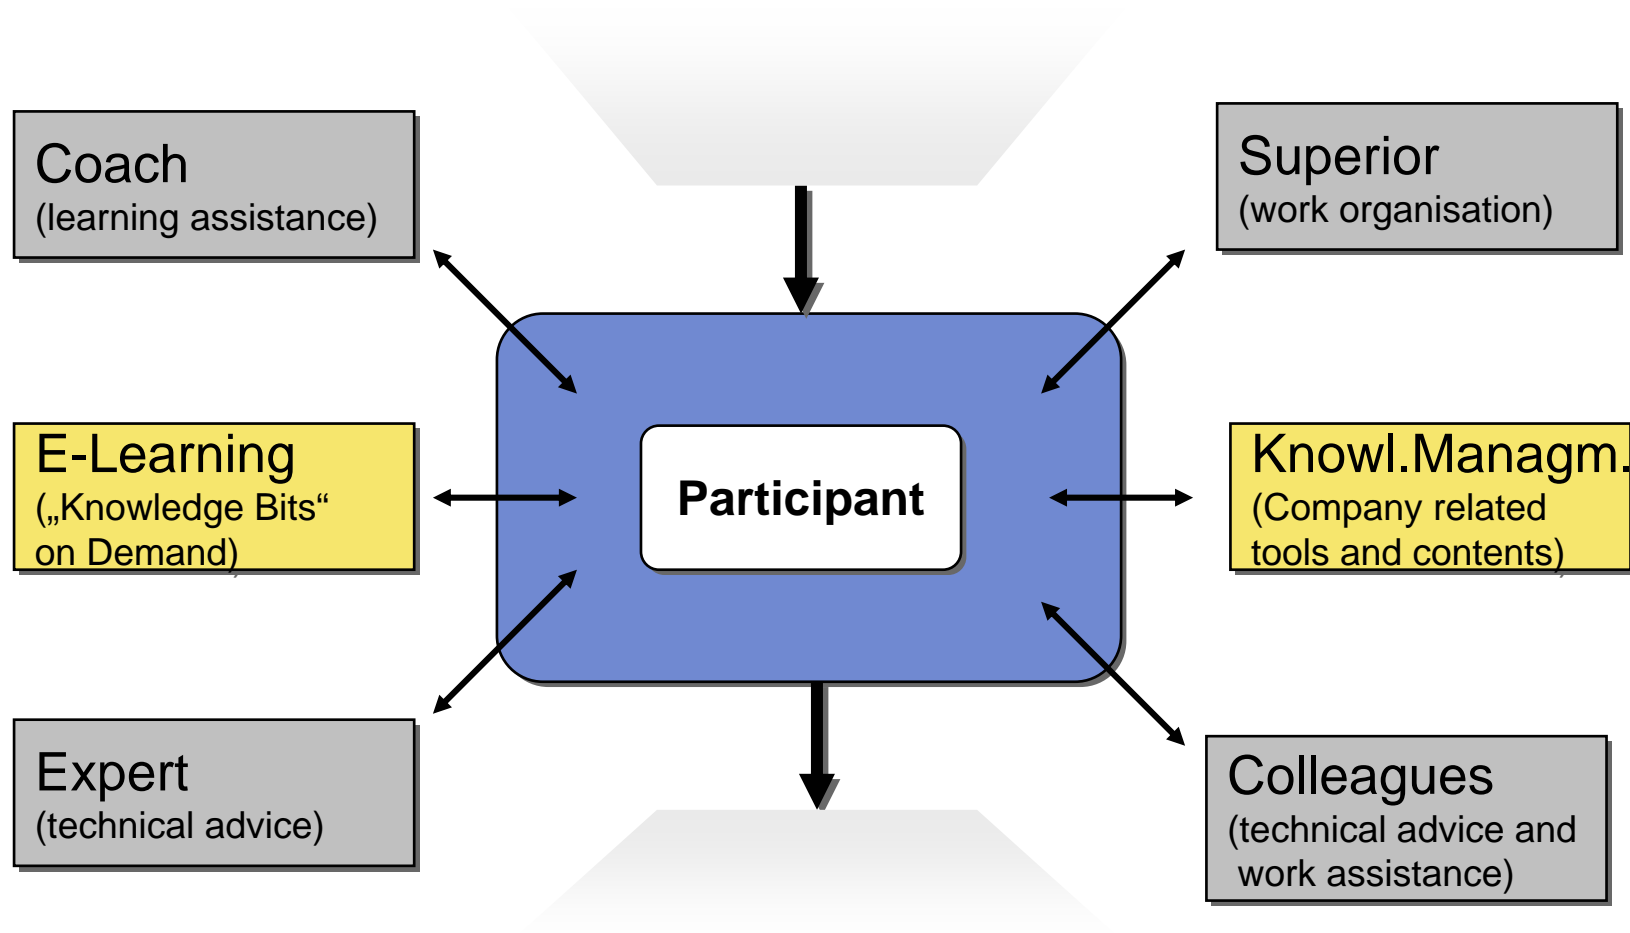 Coach
(learning assistance)
Superior
(work organisation)
E-Learning
(„Knowledge Bits“
on Demand)
Participant
Knowl.Managm.
(Company related
tools and contents)
Expert
(technical advice)
Colleagues
(technical advice and
work assistance)